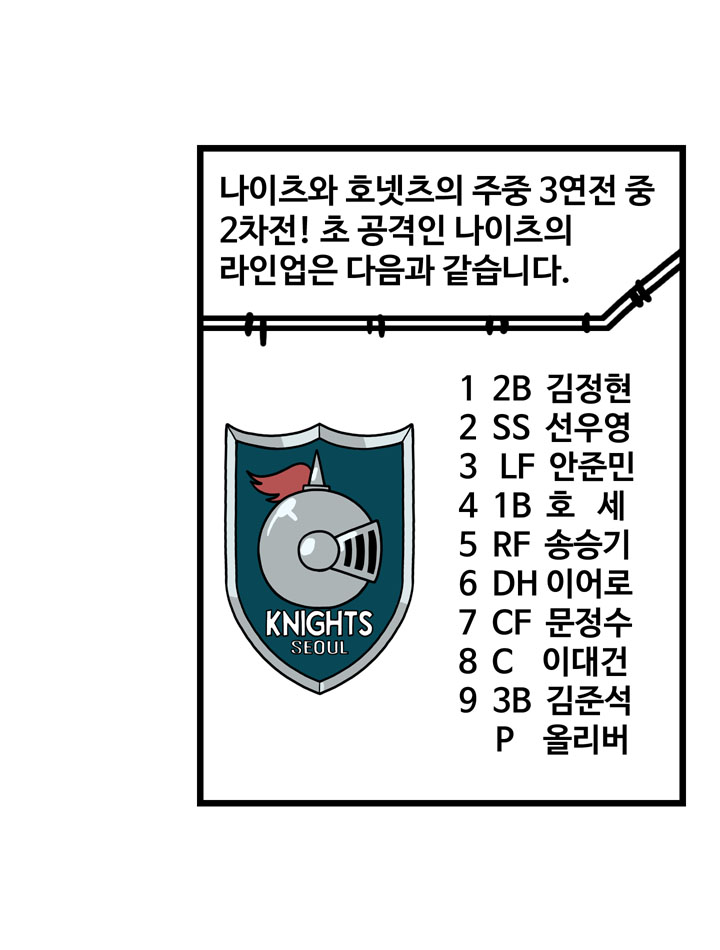 나이츠와 호넷츠의 주중 3연전 중
2차전! 초 공격인 나이츠의
라인업은 다음과 같습니다.
KNIGHTS
SEOUL
1 2B 김정현
2 SS 선우영
3 LF 안준민
4 1B 호 세
5 RF 송승기
6 DH 이어로
7 CF 문정수
8 C 이대건
9 3B 김준석
P 올리버